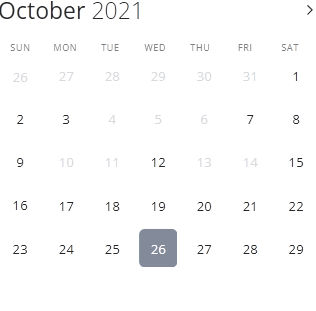 October 2021
SUN MON TUE WED THU FRI SAT
26 27 28 29 30 31 1
2 3 4 5 6 7 8
9 10 11 12 13 14 15
16 17 18 19 20 21 22
23 24 25 26 27 28 29